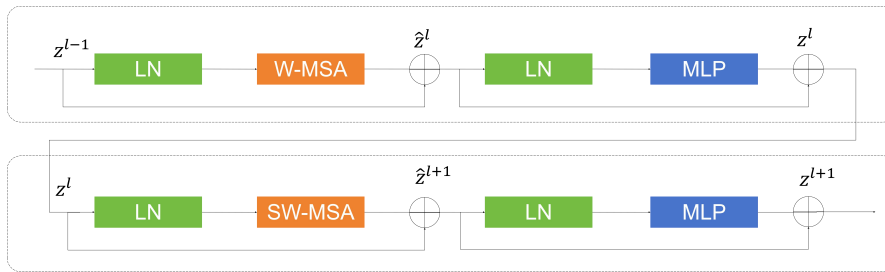 z^{l-1} ẑ^{l} z^{l}
LN W-MSA LN MLP
z^{l} ẑ^{l+1} z^{l+1}
LN SW-MSA LN MLP